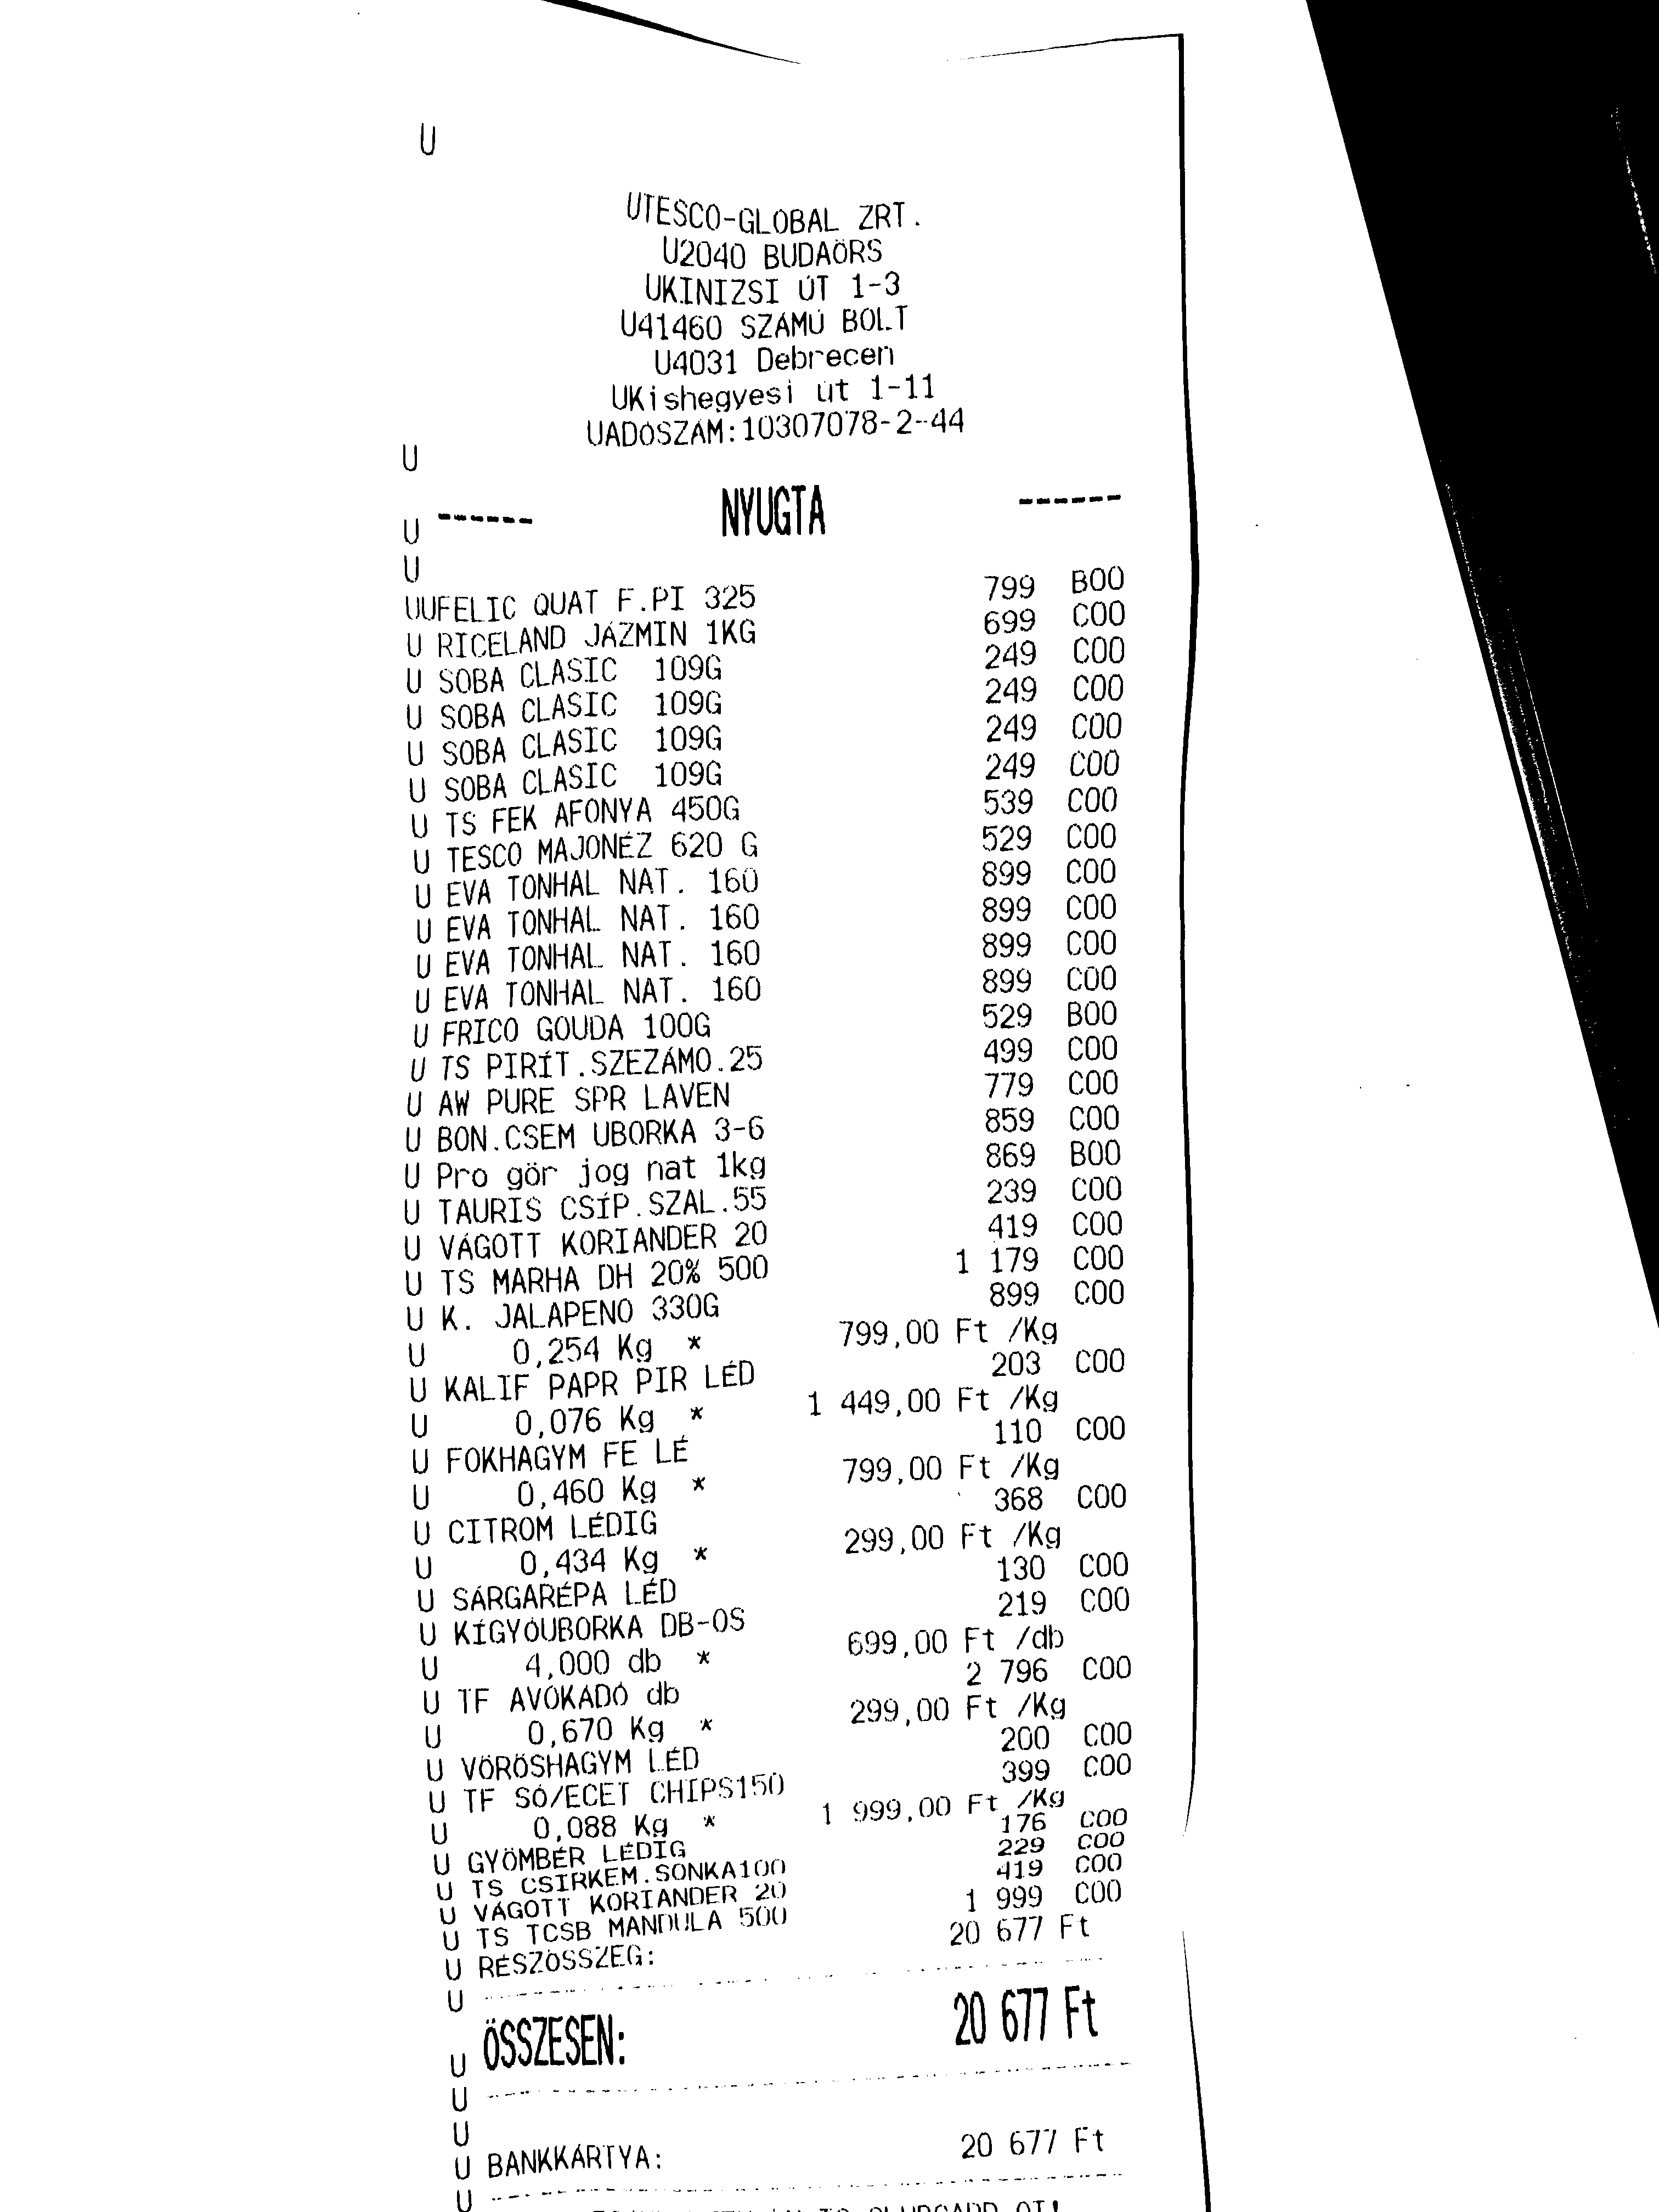 U
UTESCO-GLOBAL ZRT.
U2040 BUDAÖRS
UKINIZSI ÚT 1-3
U41460 SZÁMÚ BOLT
U4031 Debrecen
UKishegyesi út 1-11
UADÓSZÁM:10307078-2-44
U
U ------ NYUGTA ------
U
UUFELIC QUAT F.PI 325 799 B00
U RICELAND JÁZMIN 1KG 699 C00
U SOBA CLASIC 109G 249 C00
U SOBA CLASIC 109G 249 C00
U SOBA CLASIC 109G 249 C00
U SOBA CLASIC 109G 249 C00
U TS FEK AFONYA 450G 539 C00
U TESCO MAJONÉZ 620 G 529 C00
U EVA TONHAL NAT. 160 899 C00
U EVA TONHAL NAT. 160 899 C00
U EVA TONHAL NAT. 160 899 C00
U EVA TONHAL NAT. 160 899 C00
U FRICO GOUDA 100G 529 B00
U TS PIRÍT.SZEZÁMO.25 499 C00
U AW PURE SPR LAVEN 779 C00
U BON.CSEM UBORKA 3-6 859 C00
U Pro gör jog nat 1kg 869 B00
U TAURIS CSÍP.SZAL.55 239 C00
U VÁGOTT KORIANDER 20 419 C00
U TS MARHA DH 20% 500 1 179 C00
U K. JALAPENO 330G 899 C00
U 0,254 Kg * 799,00 Ft /Kg
U KALIF PAPR PIR LÉD 203 C00
U 0,076 Kg * 1 449,00 Ft /Kg
U FOKHAGYM FE LÉ 110 C00
U 0,460 Kg * 799,00 Ft /Kg
U CITROM LÉDIG 368 C00
U 0,434 Kg * 299,00 Ft /Kg
U SÁRGARÉPA LÉD 130 C00
U KÍGYÓUBORKA DB-OS 219 C00
U 4,000 db * 699,00 Ft /db
U TF AVOKÁDÓ db 2 796 C00
U 0,670 Kg * 299,00 Ft /Kg
U VÖRÖSHAGYM LÉD 200 C00
U TF SÓ/ECET CHIPS150 399 C00
U 0,088 Kg * 1 999,00 Ft /Kg
U GYÖMBÉR LÉDIG 176 C00
U TS CSIRKEM.SONKA100 229 C00
U VÁGOTT KORIANDER 20 419 C00
U TS TCSB MANDULA 500 1 999 C00
U RÉSZÖSSZEG: 20 677 Ft
U
U ÖSSZESEN: 20 677 Ft
U
U
U BANKKÁRTYA: 20 677 Ft
U